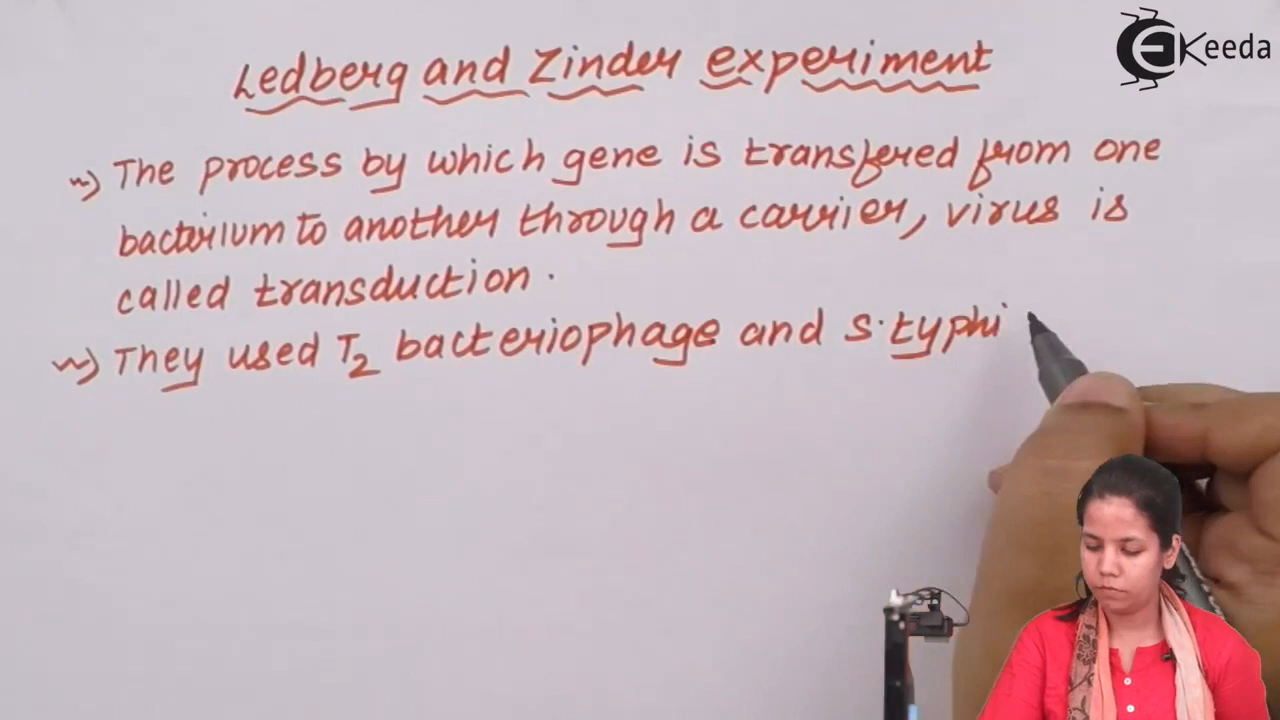 Ekeeda
Ledberg and Zinder experiment
The process by which gene is transfered from one
bacterium to another through a carrier, virus is
called transduction.
They used T2 bacteriophage and S. typhi